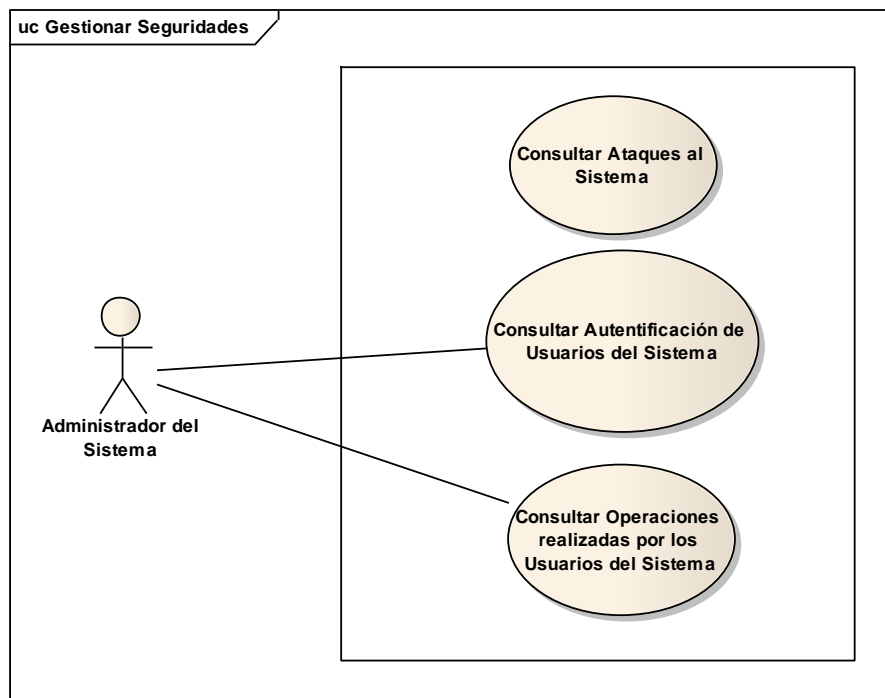 uc Gestionar Seguridades
Consultar Ataques al
Sistema
Consultar Autentificación de
Usuarios del Sistema
Administrador del
Sistema
Consultar Operaciones
realizadas por los
Usuarios del Sistema